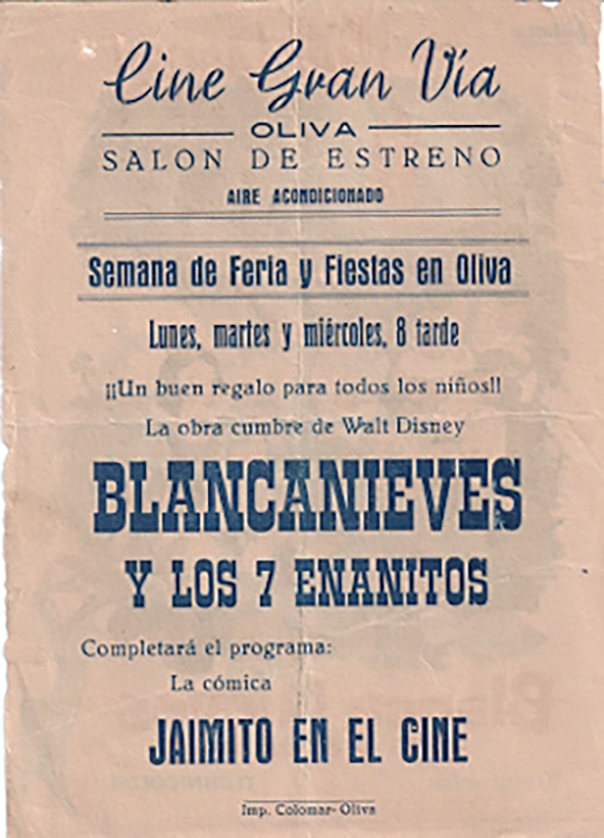 Cine Gran Vía
OLIVA
SALON DE ESTRENO
AIRE ACONDICIONADO
Semana de Feria y Fiestas en Oliva
Lunes, martes y miércoles, 8 tarde
¡¡Un buen regalo para todos los niños!!
La obra cumbre de Walt Disney
BLANCANIEVES
Y LOS 7 ENANITOS
Completará el programa:
La cómica
JAIMITO EN EL CINE
Imp. Colomar-Oliva